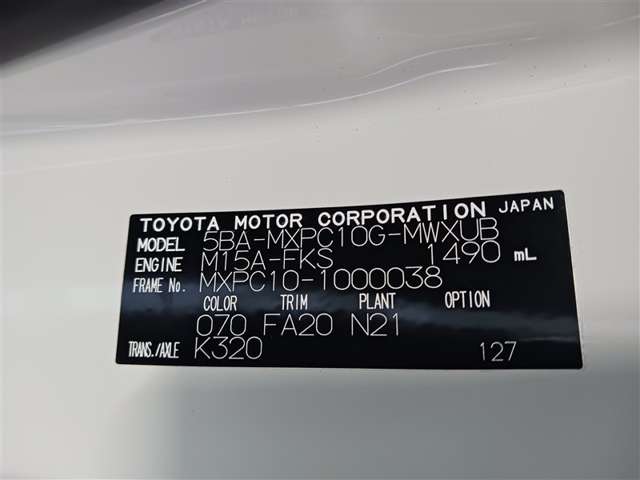 TOYOTA MOTOR CORPORATION JAPAN
MODEL 5BA-MXPC10G-MWXUB
ENGINE M15A-FKS 1490 mL
FRAME No. MXPC10-1000038
COLOR TRIM PLANT OPTION
070 FA20 N21
TRANS./AXLE K320 127